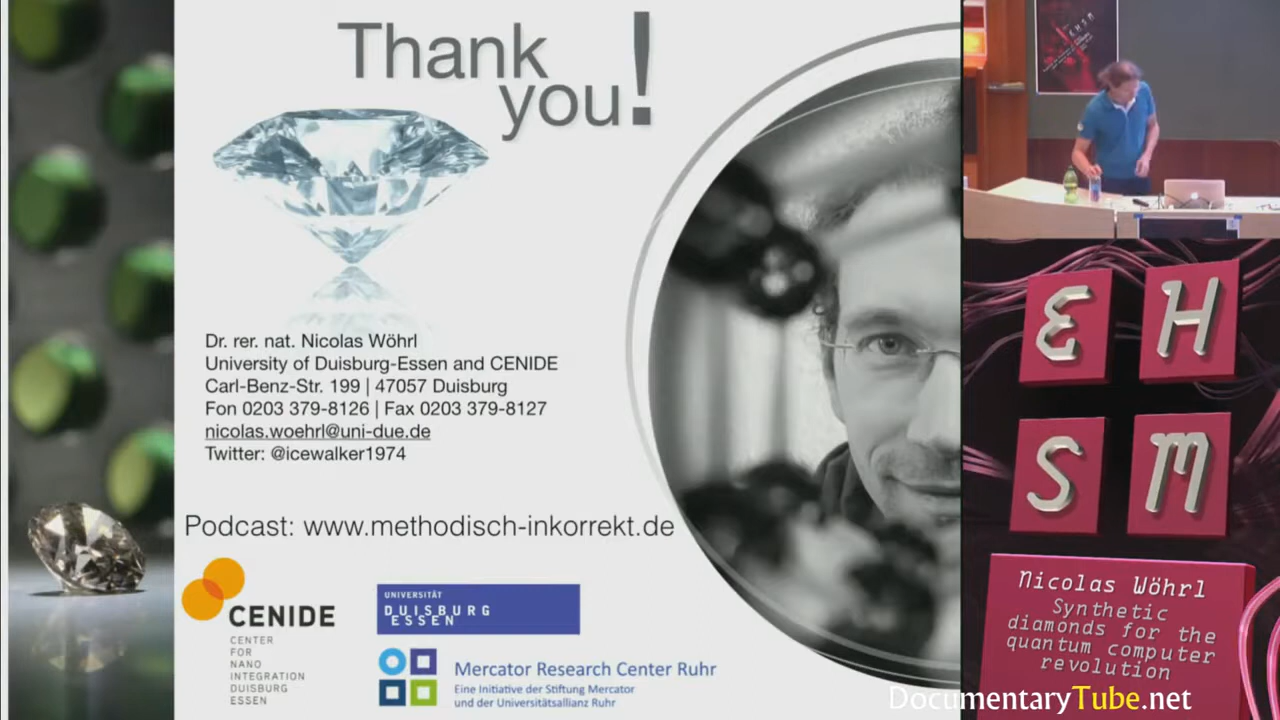 Thank
you!
Dr. rer. nat. Nicolas Wöhrl
University of Duisburg-Essen and CENIDE
Carl-Benz-Str. 199 | 47057 Duisburg
Fon 0203 379-8126 | Fax 0203 379-8127
nicolas.woehrl@uni-due.de
Twitter: @icewalker1974
Podcast: www.methodisch-inkorrekt.de
CENIDE
CENTER
FOR
NANO
INTEGRATION
DUISBURG
ESSEN
UNIVERSITÄT
DUISBURG
ESSEN
Mercator Research Center Ruhr
Eine Initiative der Stiftung Mercator
und der Universitätsallianz Ruhr
E H
S M
Nicolas Wöhrl
Synthetic
diamonds for the
quantum computer
revolution
DocumentaryTube.net